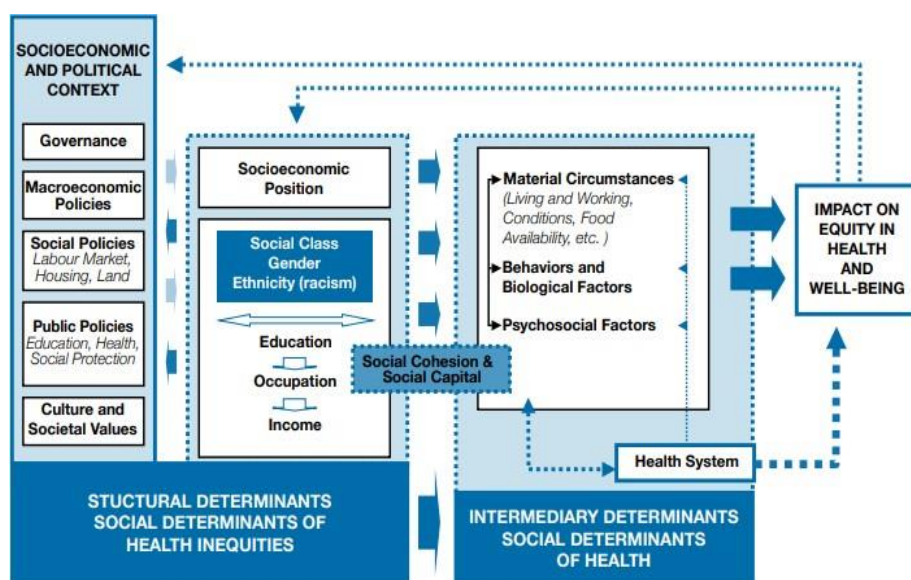 SOCIOECONOMIC
AND POLITICAL
CONTEXT
Governance
Macroeconomic
Policies
Social Policies
Labour Market,
Housing, Land
Public Policies
Education, Health,
Social Protection
Culture and
Societal Values
Socioeconomic
Position
Social Class
Gender
Ethnicity (racism)
Education
Occupation
Income
Social Cohesion &
Social Capital
Material Circumstances
(Living and Working,
Conditions, Food
Availability, etc. )
Behaviors and
Biological Factors
Psychosocial Factors
Health System
IMPACT ON
EQUITY IN
HEALTH
AND
WELL-BEING
STUCTURAL DETERMINANTS
SOCIAL DETERMINANTS OF
HEALTH INEQUITIES
INTERMEDIARY DETERMINANTS
SOCIAL DETERMINANTS
OF HEALTH